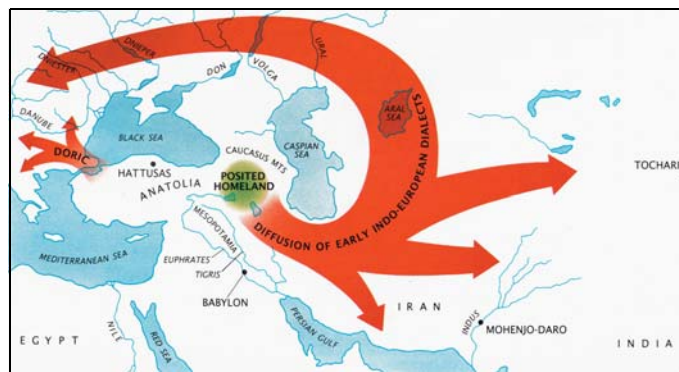 DNIEPER
DNIESTER
DON
VOLGA
URAL
DANUBE
BLACK SEA
CAUCASUS MTS
CASPIAN
SEA
ARAL
SEA
DORIC
HATTUSAS
ANATOLIA
POSITED
HOMELAND
DIFFUSION OF EARLY INDO-EUROPEAN DIALECTS
TOCHARI
MESOPOTAMIA
MEDITERRANEAN SEA
EUPHRATES
TIGRIS
BABYLON
IRAN
INDUS
MOHENJO-DARO
PERSIAN GULF
EGYPT
NILE
RED SEA
INDIA